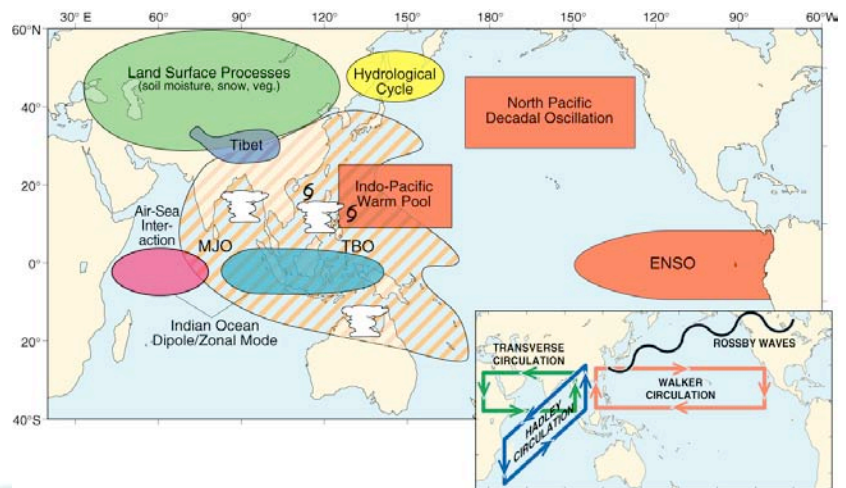 30° E 60° 90° 120° 150° 180° 150° 120° 90° 60° W
60°N
Land Surface Processes
(soil moisture, snow, veg.)
Hydrological
Cycle
North Pacific
Decadal Oscillation
40°
Tibet
20°
Indo-Pacific
Warm Pool
Air-Sea
Inter-
action
MJO
TBO
0°
ENSO
Indian Ocean
Dipole/Zonal Mode
20°
40°S
TRANSVERSE
CIRCULATION
ROSSBY WAVES
WALKER
CIRCULATION
HADLEY
CIRCULATION